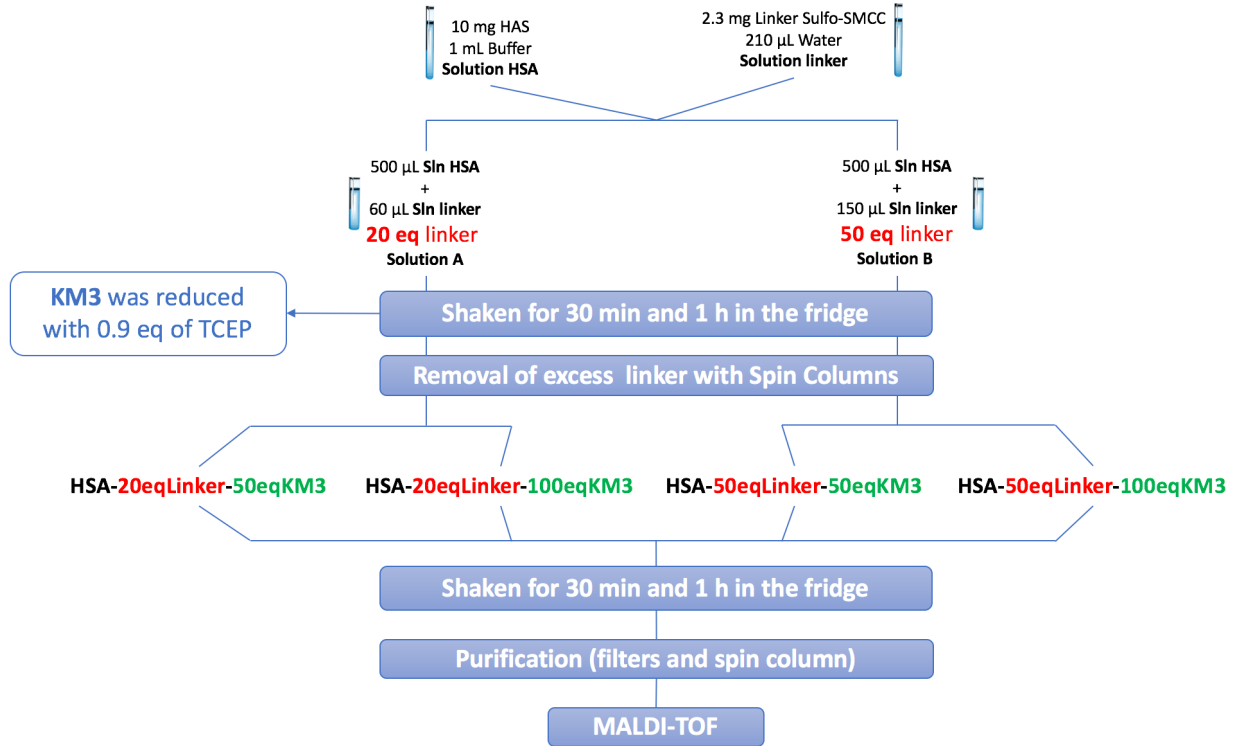 10 mg HAS
1 mL Buffer
Solution HSA
2.3 mg Linker Sulfo-SMCC
210 µL Water
Solution linker
500 µL Sln HSA
+
60 µL Sln linker
20 eq linker
Solution A
500 µL Sln HSA
+
150 µL Sln linker
50 eq linker
Solution B
KM3 was reduced
with 0.9 eq of TCEP
Shaken for 30 min and 1 h in the fridge
Removal of excess linker with Spin Columns
HSA-20eqLinker-50eqKM3
HSA-20eqLinker-100eqKM3
HSA-50eqLinker-50eqKM3
HSA-50eqLinker-100eqKM3
Shaken for 30 min and 1 h in the fridge
Purification (filters and spin column)
MALDI-TOF